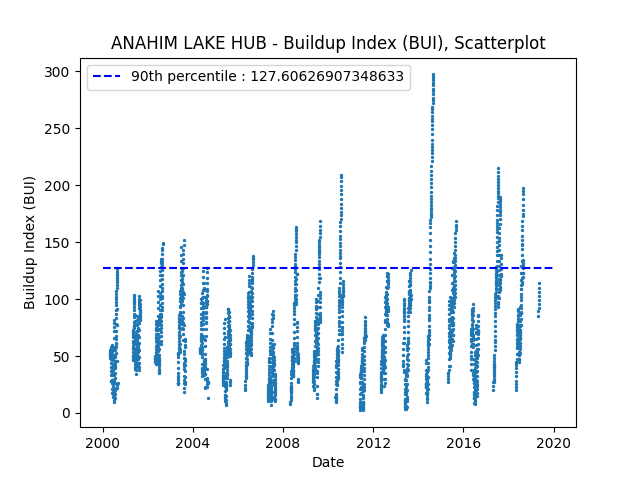 ANAHIM LAKE HUB - Buildup Index (BUI), Scatterplot
90th percentile : 127.60626907348633
300
250
200
150
100
50
0
Buildup Index (BUI)
2000 2004 2008 2012 2016 2020
Date